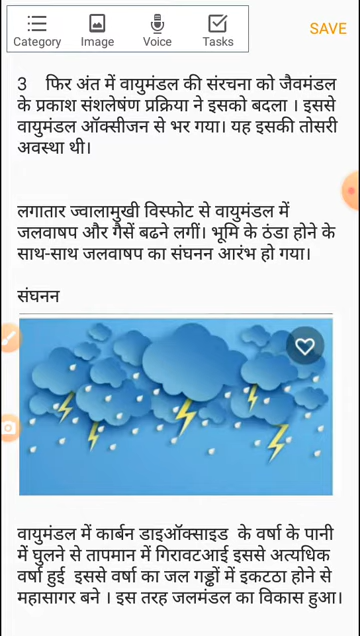 Category Image Voice Tasks SAVE
3 फिर अंत में वायुमंडल की संरचना को जैवमंडल
के प्रकाश संशलेषंण प्रक्रिया ने इसको बदला । इससे
वायुमंडल ऑक्सीजन से भर गया। यह इसकी तोसरी
अवस्था थी।
लगातार ज्वालामुखी विस्फोट से वायुमंडल में
जलवाषप और गैसें बढने लगीं। भूमि के ठंडा होने के
साथ-साथ जलवाषप का संघनन आरंभ हो गया।
संघनन
वायुमंडल में कार्बन डाइऑक्साइड के वर्षा के पानी
में घुलने से तापमान में गिरावटआई इससे अत्यधिक
वर्षा हुई इससे वर्षा का जल गड्ढों में इकटठा होने से
महासागर बने । इस तरह जलमंडल का विकास हुआ।